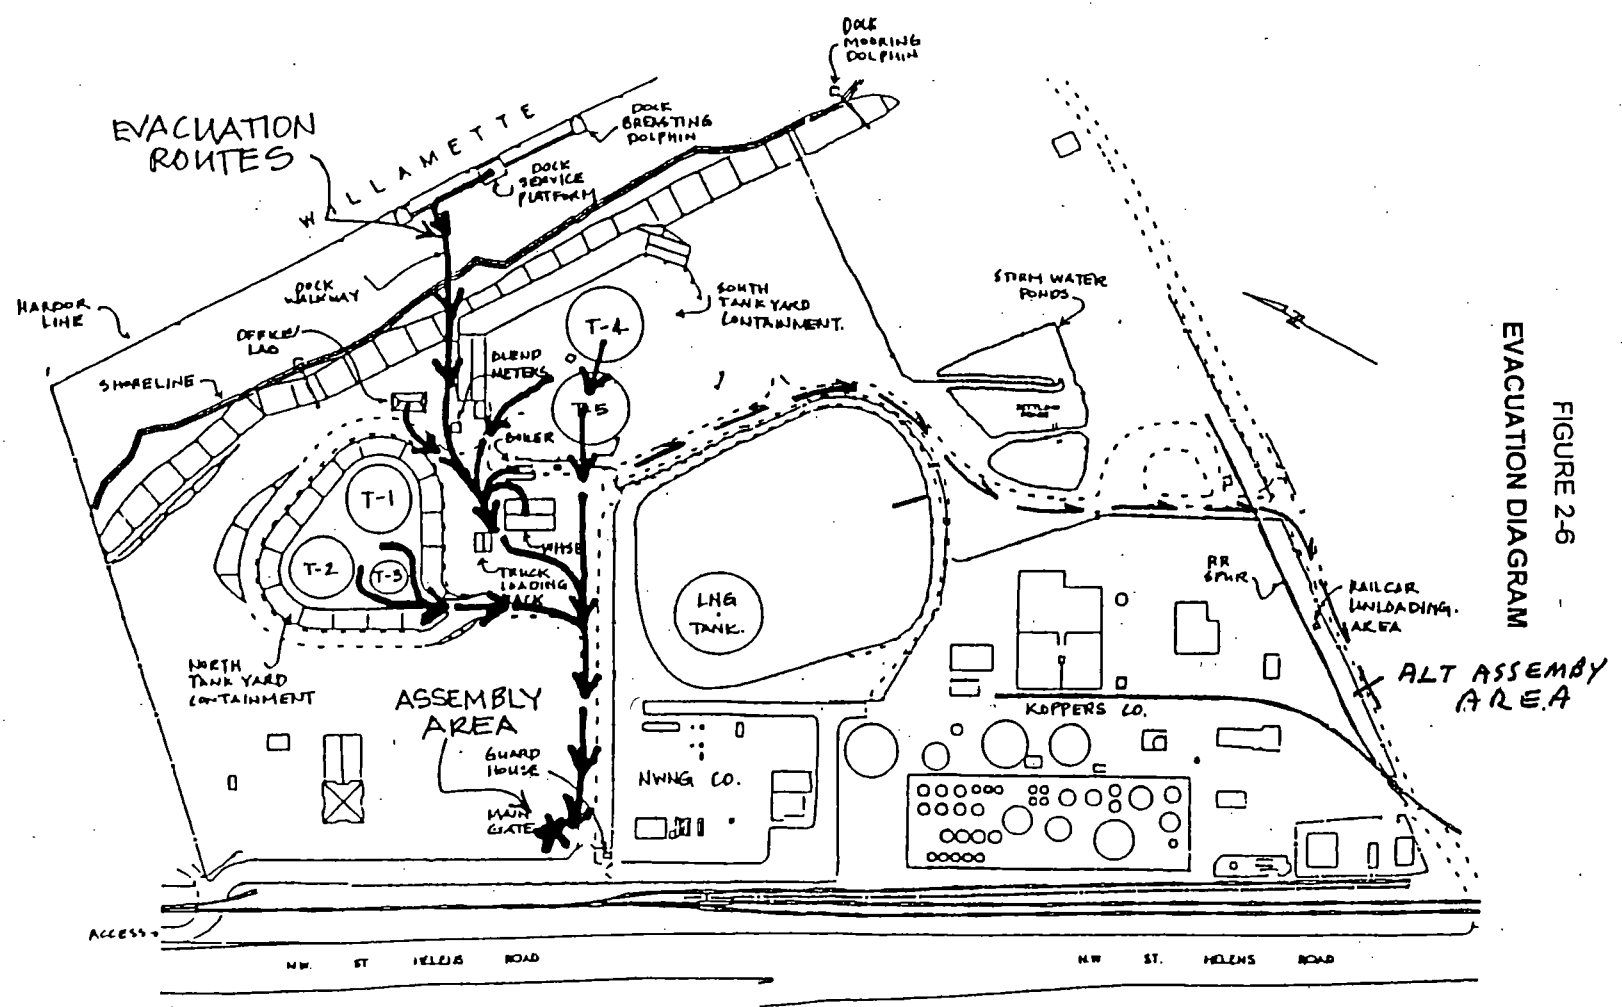 DOCK
MOORING
DOLPHIN
EVACUATION
ROUTES
WILLAMETTE
DOCK
BREASTING
DOLPHIN
DOCK
SERVICE
PLATFORM
HARBOR
LINE
DOCK
WALKWAY
OFFICE/
LAB
SHORELINE
T-4
SOUTH
TANK YARD
CONTAINMENT.
STORM WATER
PONDS
N
BLEND
METERS
T-5
BOILER
T-1
T-2
T-3
WHSE
TRUCK
LOADING
RACK
LNG
TANK.
RR
SPUR
RAILCAR
UNLOADING.
AREA
NORTH
TANK YARD
CONTAINMENT
ASSEMBLY
AREA
ALT ASSEMBY
AREA
KOPPERS CO.
GUARD
HOUSE
MAIN
GATE
NWNG CO.
ACCESS
NW. ST HELENS ROAD
NW ST. HELENS ROAD
FIGURE 2-6
EVACUATION DIAGRAM